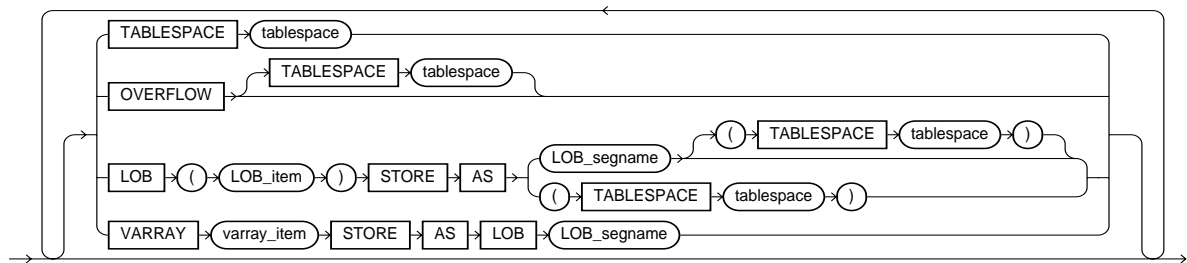 TABLESPACE tablespace
TABLESPACE tablespace
OVERFLOW
( TABLESPACE tablespace )
LOB_segname
LOB ( LOB_item ) STORE AS
( TABLESPACE tablespace )
VARRAY varray_item STORE AS LOB LOB_segname